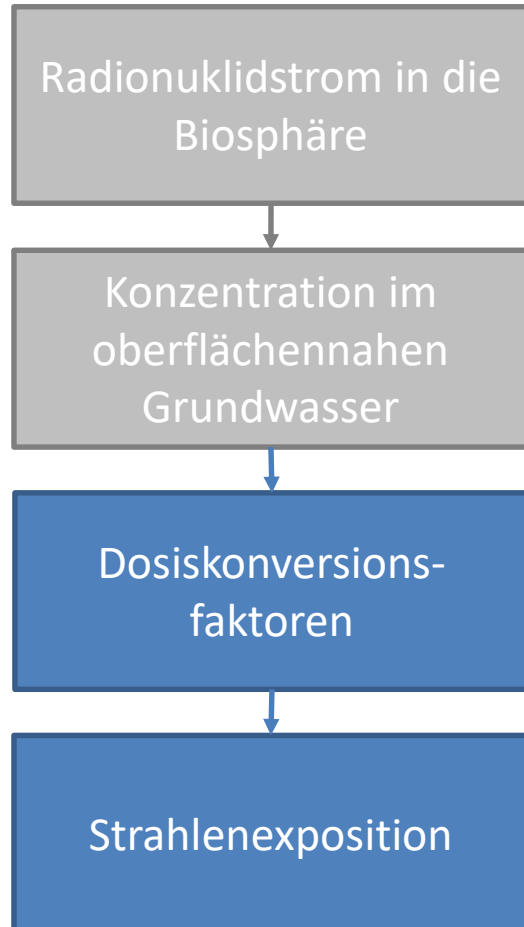 Radionuklidstrom in die
Biosphäre
Konzentration im
oberflächennahen
Grundwasser
Dosiskonversions-
faktoren
Strahlenexposition